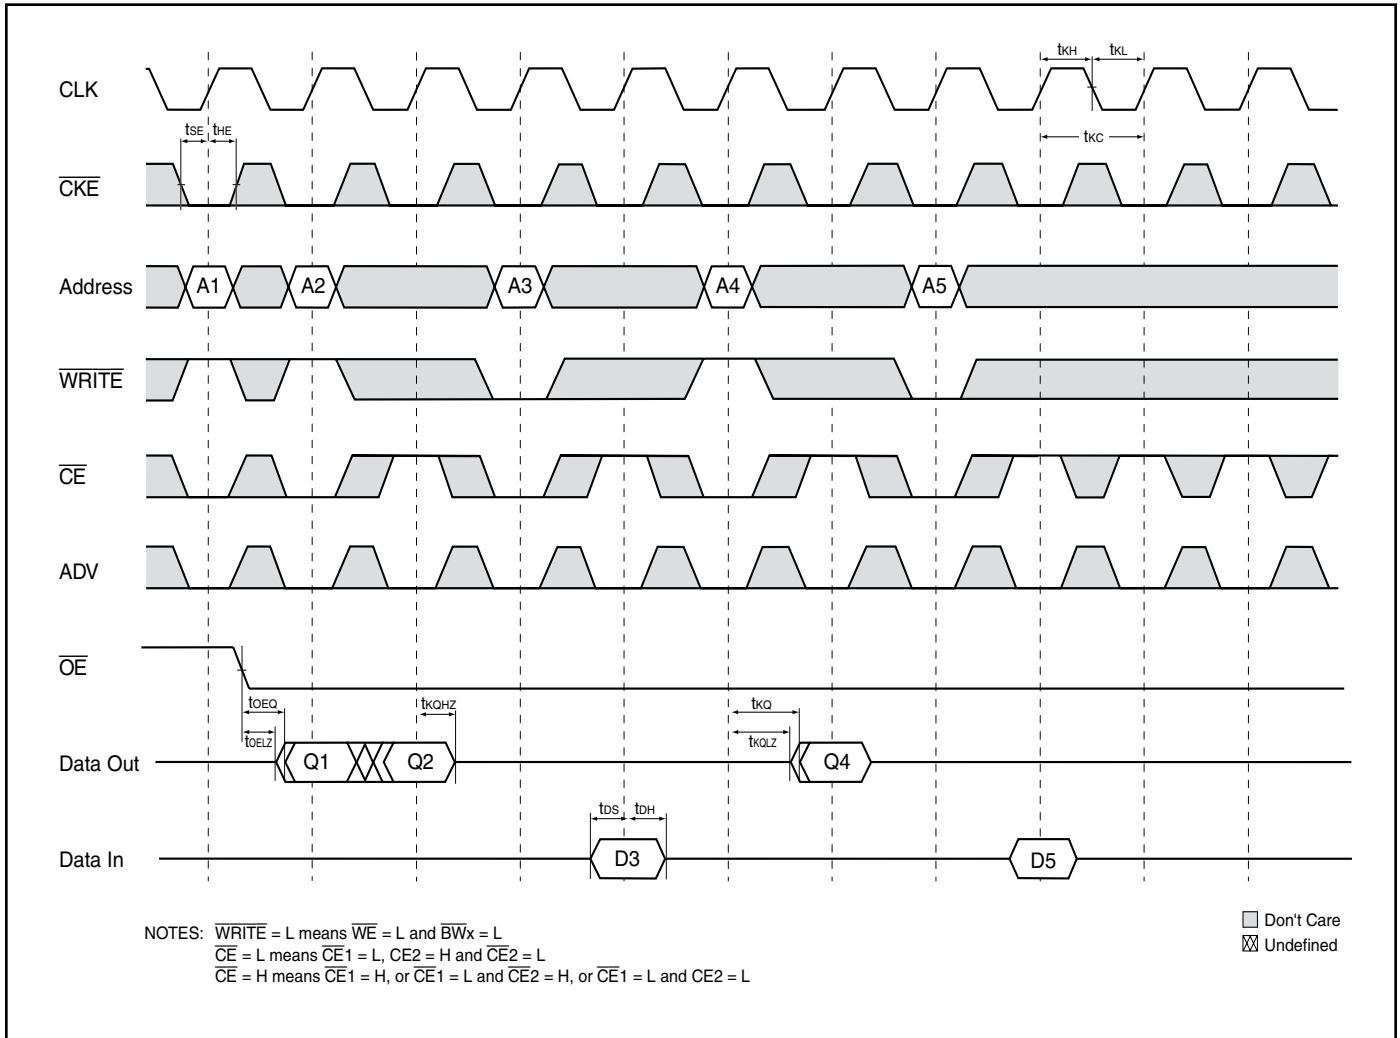 tKH tKL
CLK
tSE tHE
tKC
CKE
Address A1 A2 A3 A4 A5
WRITE
CE
ADV
OE
tOEQ tKQHZ tKQ
tOELZ tKQLZ
Data Out Q1 Q2 Q4
tDS tDH
Data In D3 D5
NOTES: WRITE = L means WE = L and BWx = L
CE = L means CE1 = L, CE2 = H and CE2 = L
CE = H means CE1 = H, or CE1 = L and CE2 = H, or CE1 = L and CE2 = L
Don't Care
Undefined